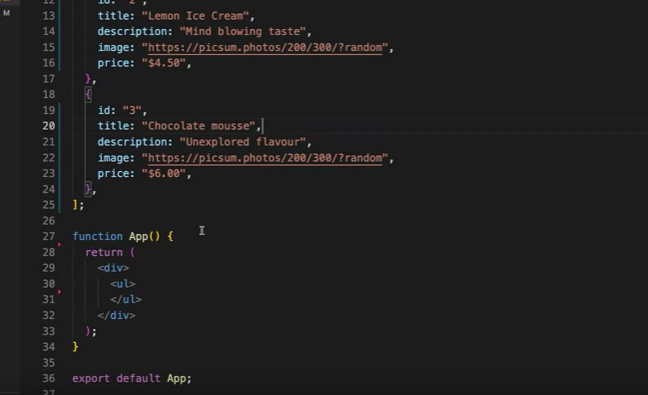 M
12 id: "2",
13 title: "Lemon Ice Cream",
14 description: "Mind blowing taste",
15 image: "https://picsum.photos/200/300/?random",
16 price: "$4.50",
17 },
18 {
19 id: "3",
20 title: "Chocolate mousse",
21 description: "Unexplored flavour",
22 image: "https://picsum.photos/200/300/?random",
23 price: "$6.00",
24 },
25 ];
26
27 function App() {
28 return (
29 <div>
30 <ul>
31 </ul>
32 </div>
33 );
34 }
35
36 export default App;
37